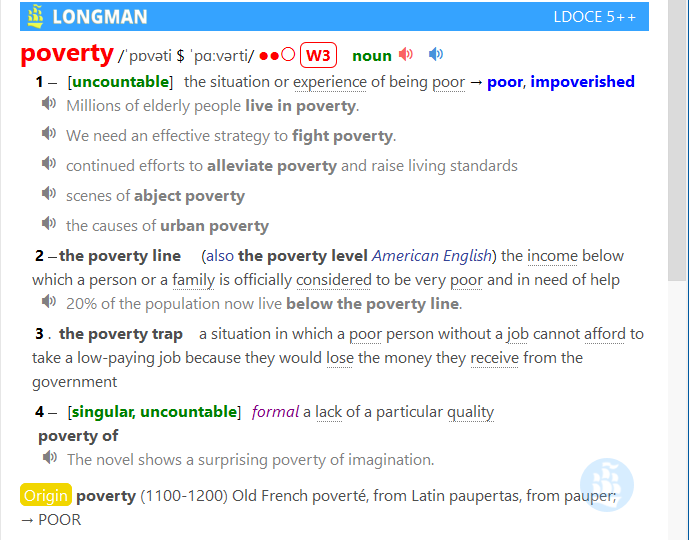 LONGMAN LDOCE 5++
poverty /ˈpɒvəti $ ˈpɑːvərti/ ●●○ W3 noun
1 – [uncountable] the situation or experience of being poor → poor, impoverished
Millions of elderly people live in poverty.
We need an effective strategy to fight poverty.
continued efforts to alleviate poverty and raise living standards
scenes of abject poverty
the causes of urban poverty
2 –the poverty line (also the poverty level American English) the income below
which a person or a family is officially considered to be very poor and in need of help
20% of the population now live below the poverty line.
3 . the poverty trap a situation in which a poor person without a job cannot afford to
take a low-paying job because they would lose the money they receive from the
government
4 – [singular, uncountable] formal a lack of a particular quality
poverty of
The novel shows a surprising poverty of imagination.
Origin poverty (1100-1200) Old French poverté, from Latin paupertas, from pauper;
→ POOR